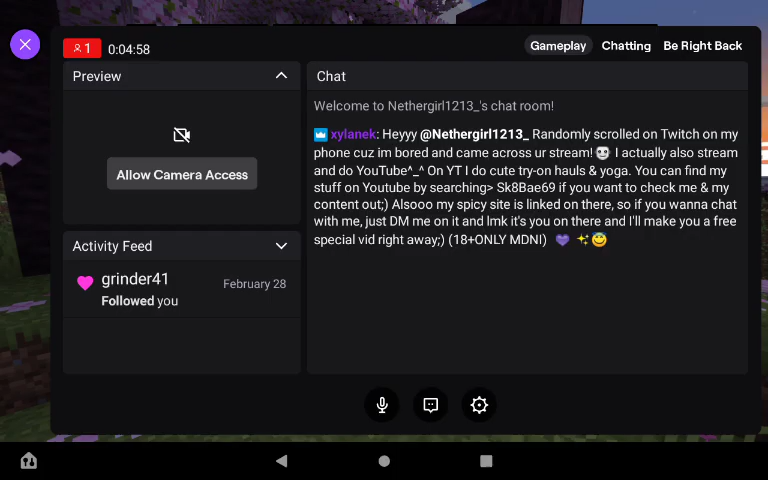 1 0:04:58 Gameplay Chatting Be Right Back
Preview
Chat
Welcome to Nethergirl1213_'s chat room!
xylanek: Heyyy @Nethergirl1213_ Randomly scrolled on Twitch on my
phone cuz im bored and came across ur stream! I actually also stream
and do YouTube^_^ On YT I do cute try-on hauls & yoga. You can find my
stuff on Youtube by searching> Sk8Bae69 if you want to check me & my
content out;) Alsooo my spicy site is linked on there, so if you wanna chat
with me, just DM me on it and lmk it's you on there and I'll make you a free
special vid right away;) (18+ONLY MDNI)
Allow Camera Access
Activity Feed
grinder41
February 28
Followed you